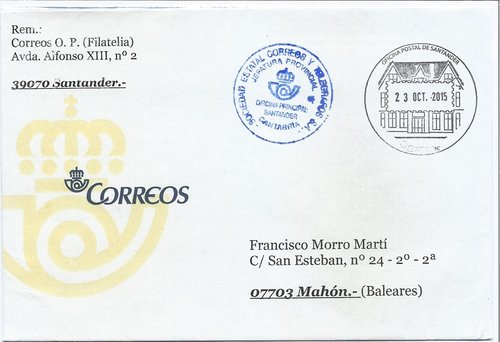 Rem.:
Correos O. P. (Filatelia)
Avda. Alfonso XIII, nº 2
39070 Santander.-
SOCIEDAD ESTATAL CORREOS Y TELEGRAFOS S.A.
JEFATURA PROVINCIAL
OFICINA PRINCIPAL
SANTANDER
CANTABRIA
OFICINA POSTAL DE SANTANDER
23 OCT. 2015
CORREOS
Francisco Morro Martí
C/ San Esteban, nº 24 - 2º - 2ª
07703 Mahón.- (Baleares)